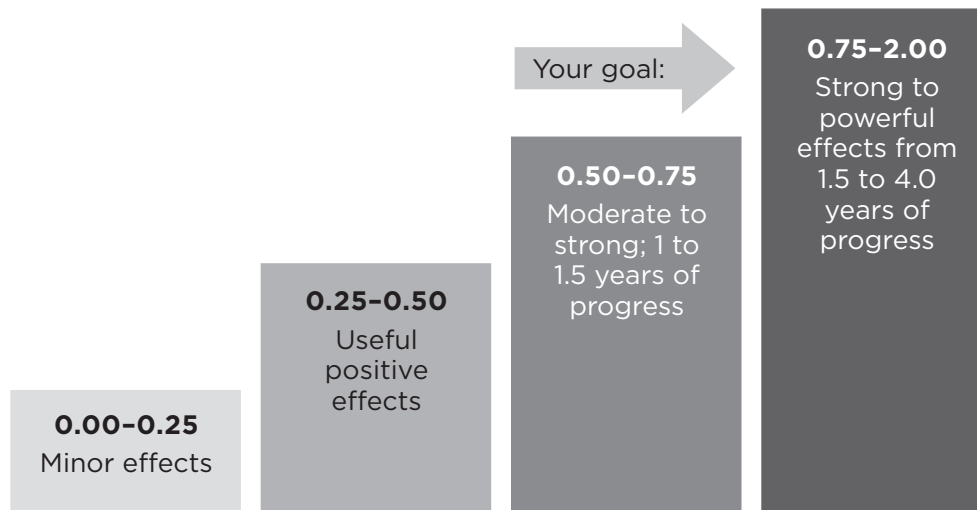 0.00–0.25
Minor effects
0.25–0.50
Useful
positive
effects
0.50–0.75
Moderate to
strong; 1 to
1.5 years of
progress
Your goal:
0.75–2.00
Strong to
powerful
effects from
1.5 to 4.0
years of
progress